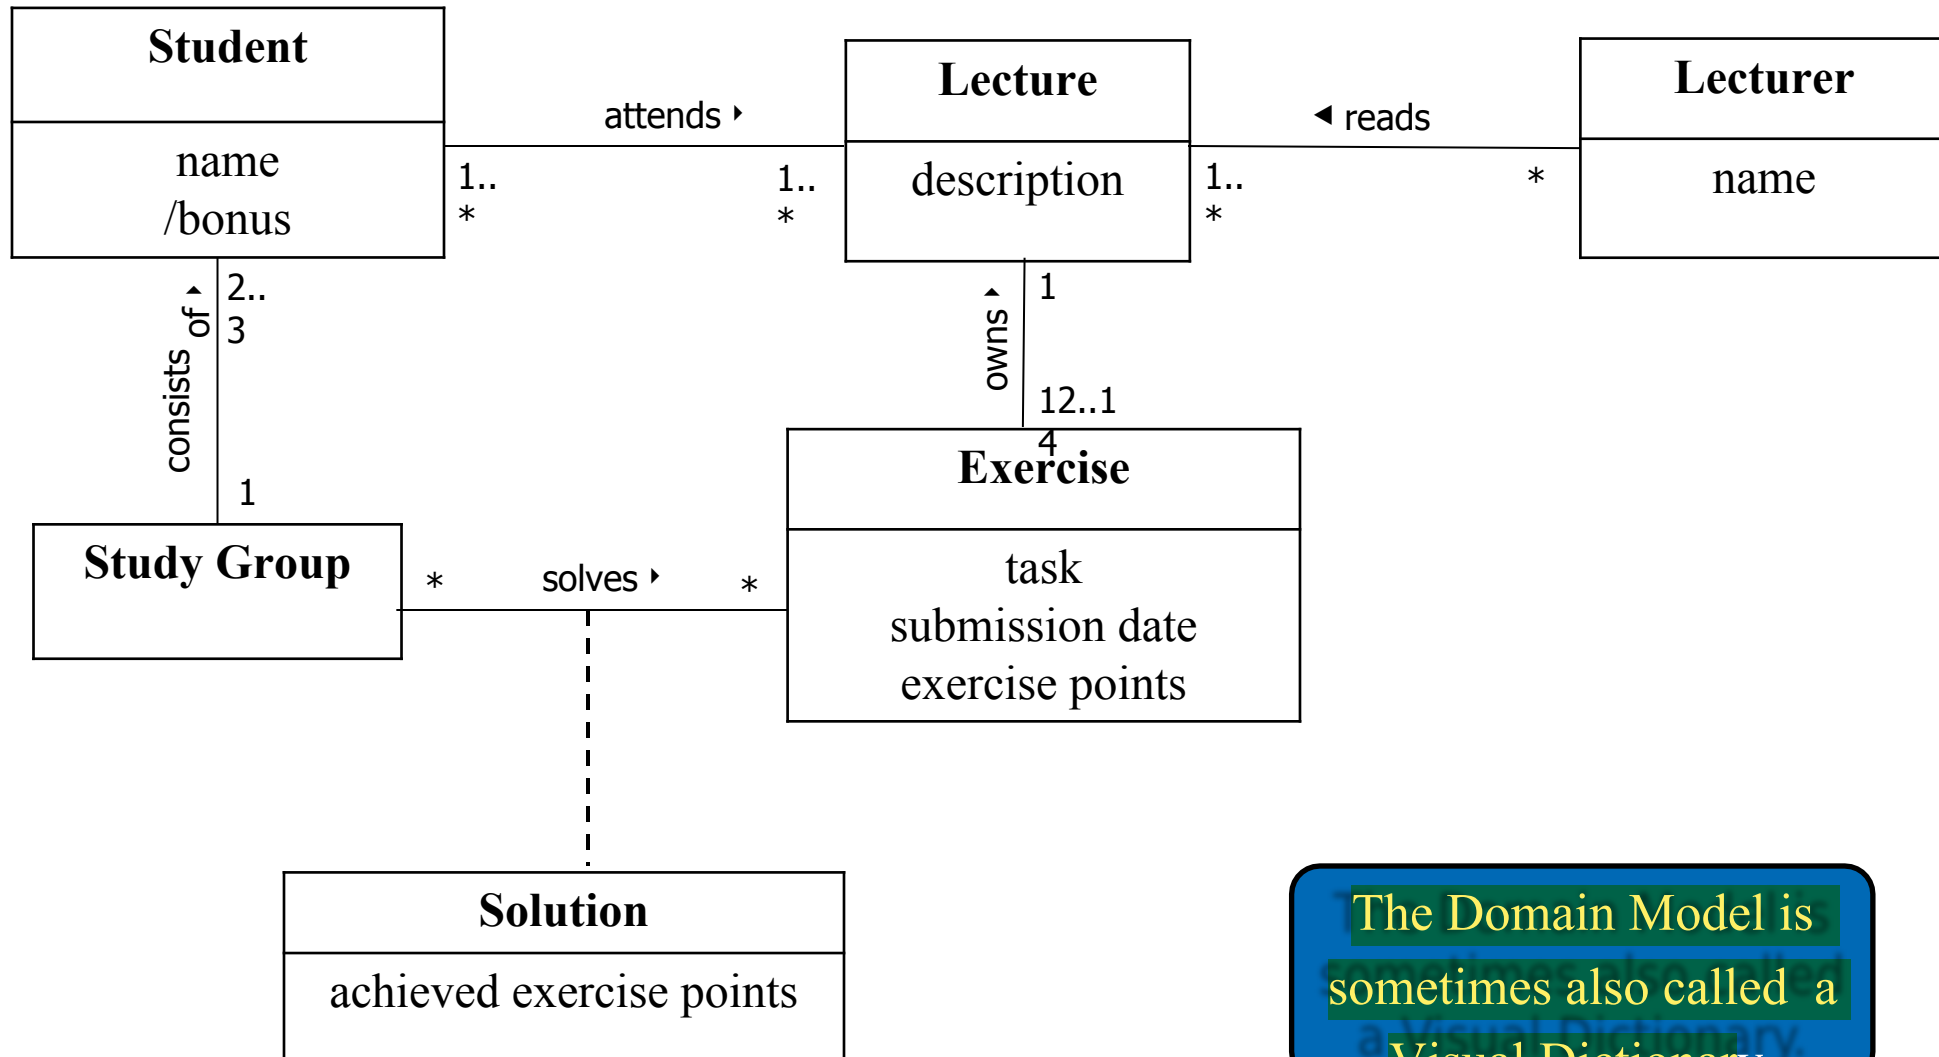 Student
name
/bonus
attends
1..
*
1..
*
Lecture
description
reads
1..
*
*
Lecturer
name
consists
of
2..
3
1
owns
1
12..1
4
Study Group
*
solves
*
Exercise
task
submission date
exercise points
Solution
achieved exercise points
The Domain Model is
sometimes also called a
Visual Dictionary